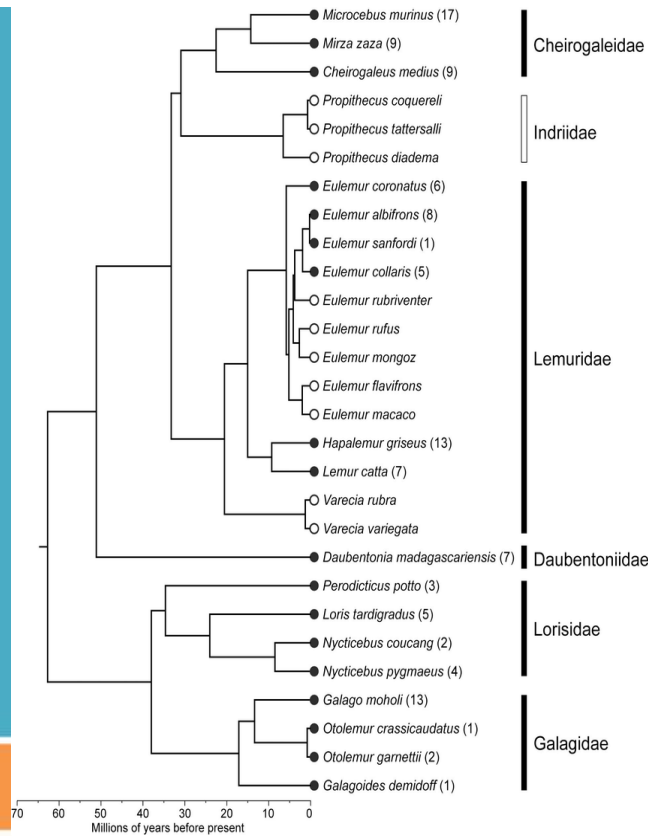 Microcebus murinus (17)
Mirza zaza (9)
Cheirogaleus medius (9)
Cheirogaleidae
Propithecus coquereli
Propithecus tattersalli
Propithecus diadema
Indriidae
Eulemur coronatus (6)
Eulemur albifrons (8)
Eulemur sanfordi (1)
Eulemur collaris (5)
Eulemur rubriventer
Eulemur rufus
Eulemur mongoz
Eulemur flavifrons
Eulemur macaco
Hapalemur griseus (13)
Lemur catta (7)
Varecia rubra
Varecia variegata
Lemuridae
Daubentonia madagascariensis (7)
Daubentoniidae
Perodicticus potto (3)
Loris tardigradus (5)
Nycticebus coucang (2)
Nycticebus pygmaeus (4)
Lorisidae
Galago moholi (13)
Otolemur crassicaudatus (1)
Otolemur garnettii (2)
Galagoides demidoff (1)
Galagidae
70 60 50 40 30 20 10 0
Millions of years before present